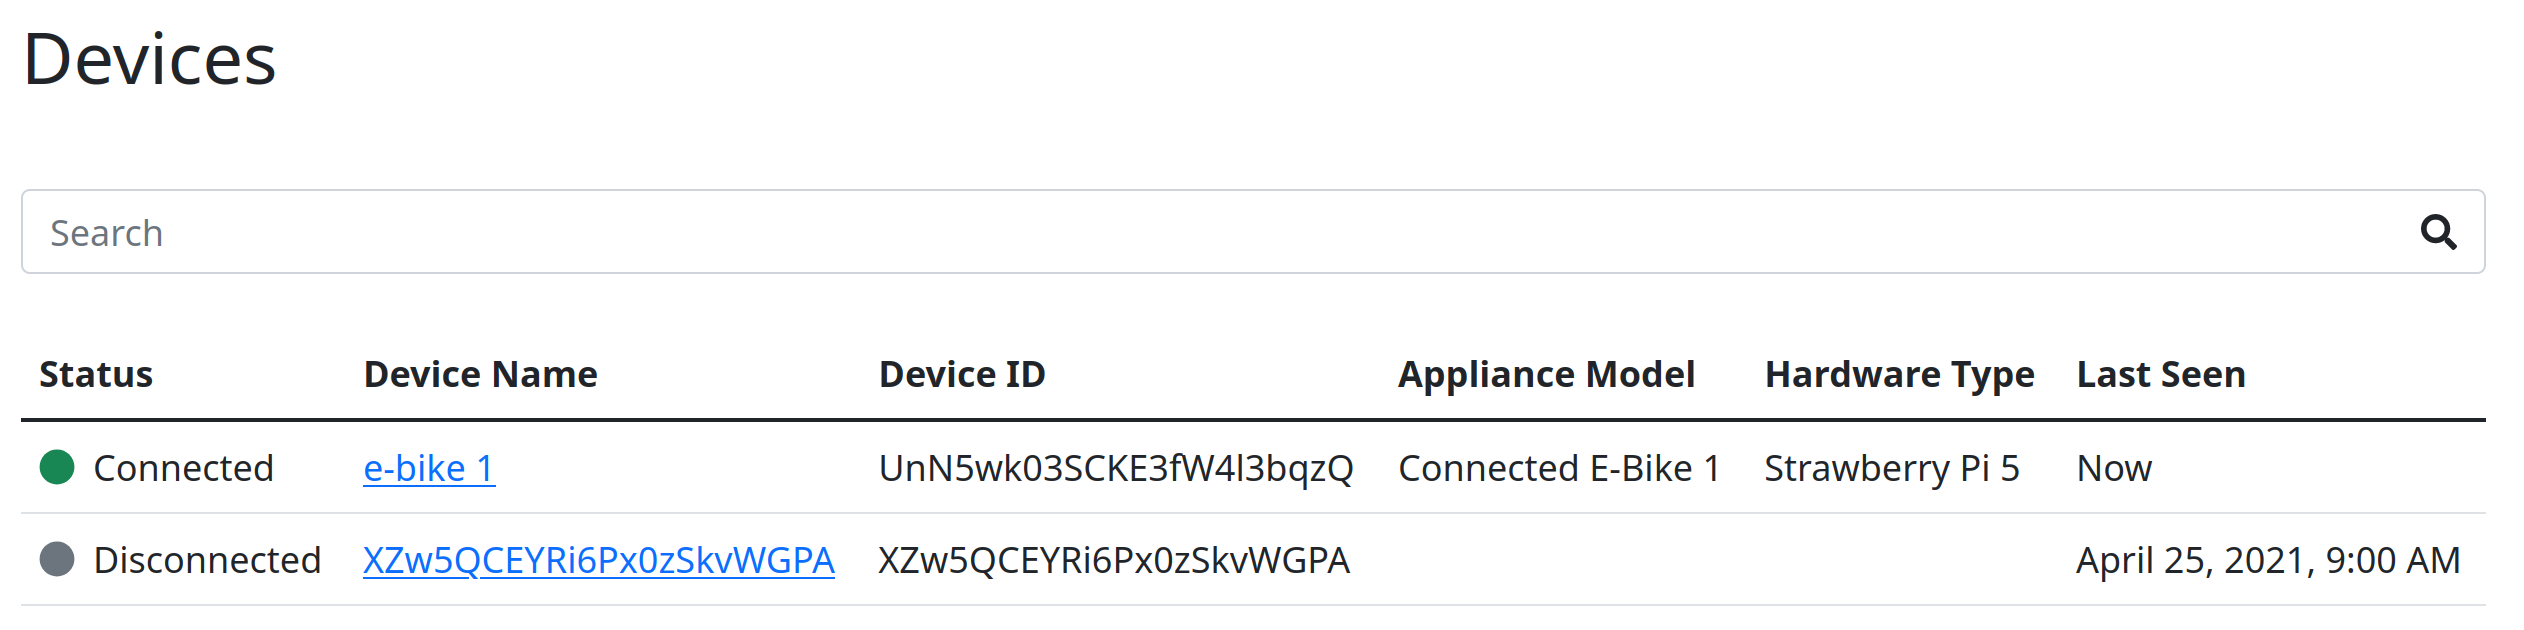 Devices
Search
Status Device Name Device ID Appliance Model Hardware Type Last Seen
Connected e-bike 1 UnN5wk03SCKE3fW4l3bqzQ Connected E-Bike 1 Strawberry Pi 5 Now
Disconnected XZw5QCEYRi6Px0zSkvWGPA XZw5QCEYRi6Px0zSkvWGPA April 25, 2021, 9:00 AM